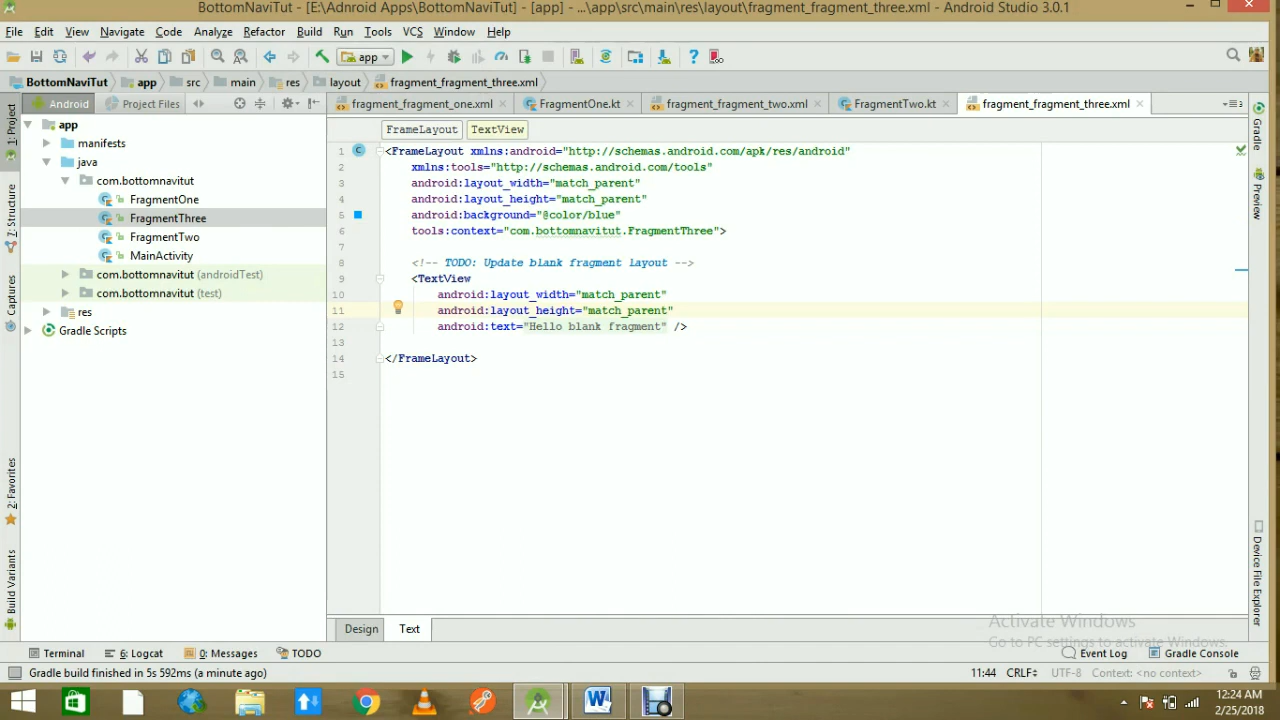 BottomNaviTut - [E:\Adnroid Apps\BottomNaviTut] - [app] - ...\app\src\main\res\layout\fragment_fragment_three.xml - Android Studio 3.0.1
File Edit View Navigate Code Analyze Refactor Build Run Tools VCS Window Help
app
BottomNaviTut app src main res layout fragment_fragment_three.xml
Android Project Files
fragment_fragment_one.xml FragmentOne.kt fragment_fragment_two.xml FragmentTwo.kt fragment_fragment_three.xml
FrameLayout TextView
1: Project
Z: Structure
Captures
2: Favorites
Build Variants
app
manifests
java
com.bottomnavitut
FragmentOne
FragmentThree
FragmentTwo
MainActivity
com.bottomnavitut (androidTest)
com.bottomnavitut (test)
res
Gradle Scripts
1 <FrameLayout xmlns:android="http://schemas.android.com/apk/res/android"
2 xmlns:tools="http://schemas.android.com/tools"
3 android:layout_width="match_parent"
4 android:layout_height="match_parent"
5 android:background="@color/blue"
6 tools:context="com.bottomnavitut.FragmentThree">
7
8 <!-- TODO: Update blank fragment layout -->
9 <TextView
10 android:layout_width="match_parent"
11 android:layout_height="match_parent"
12 android:text="Hello blank fragment" />
13
14 </FrameLayout>
15
Gradle
Preview
Device File Explorer
Design Text
Activate Windows
Go to PC settings to activate Windows.
Terminal 6: Logcat 0: Messages TODO Event Log Gradle Console
Gradle build finished in 5s 592ms (a minute ago) 11:44 CRLF UTF-8 Context: <no context>
12:24 AM
2/25/2018